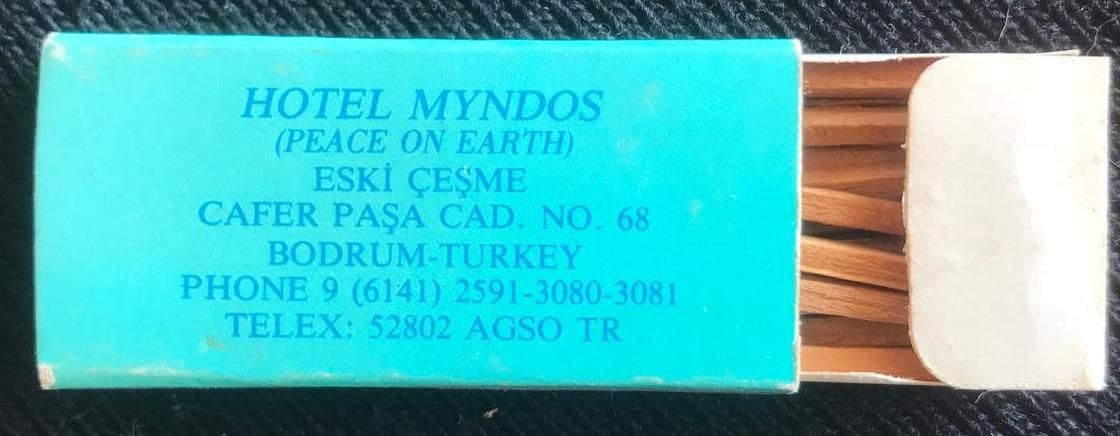 HOTEL MYNDOS
(PEACE ON EARTH)
ESKİ ÇEŞME
CAFER PAŞA CAD. NO. 68
BODRUM-TURKEY
PHONE 9 (6141) 2591-3080-3081
TELEX: 52802 AGSO TR